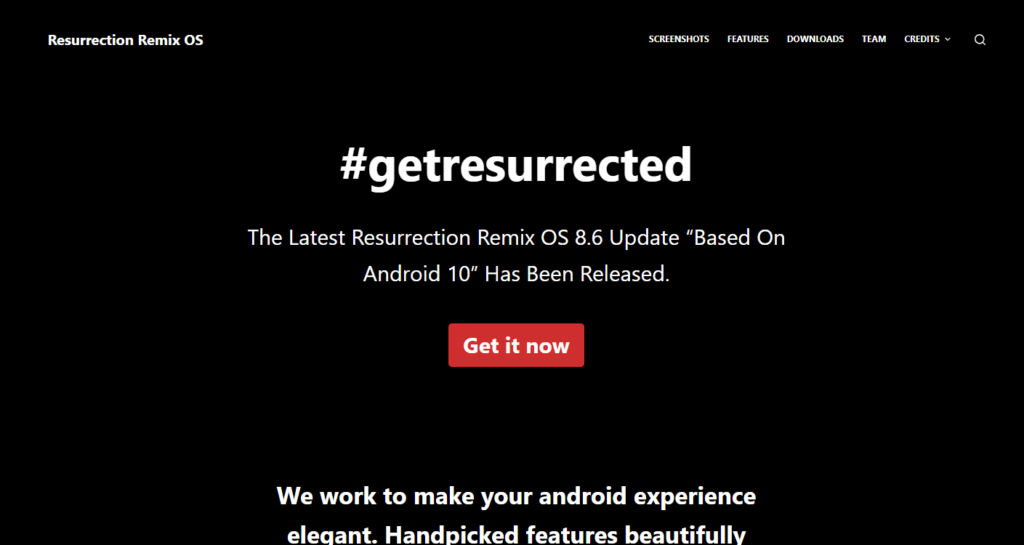 Resurrection Remix OS
SCREENSHOTS FEATURES DOWNLOADS TEAM CREDITS
#getresurrected
The Latest Resurrection Remix OS 8.6 Update “Based On
Android 10” Has Been Released.
Get it now
We work to make your android experience
elegant. Handpicked features beautifully